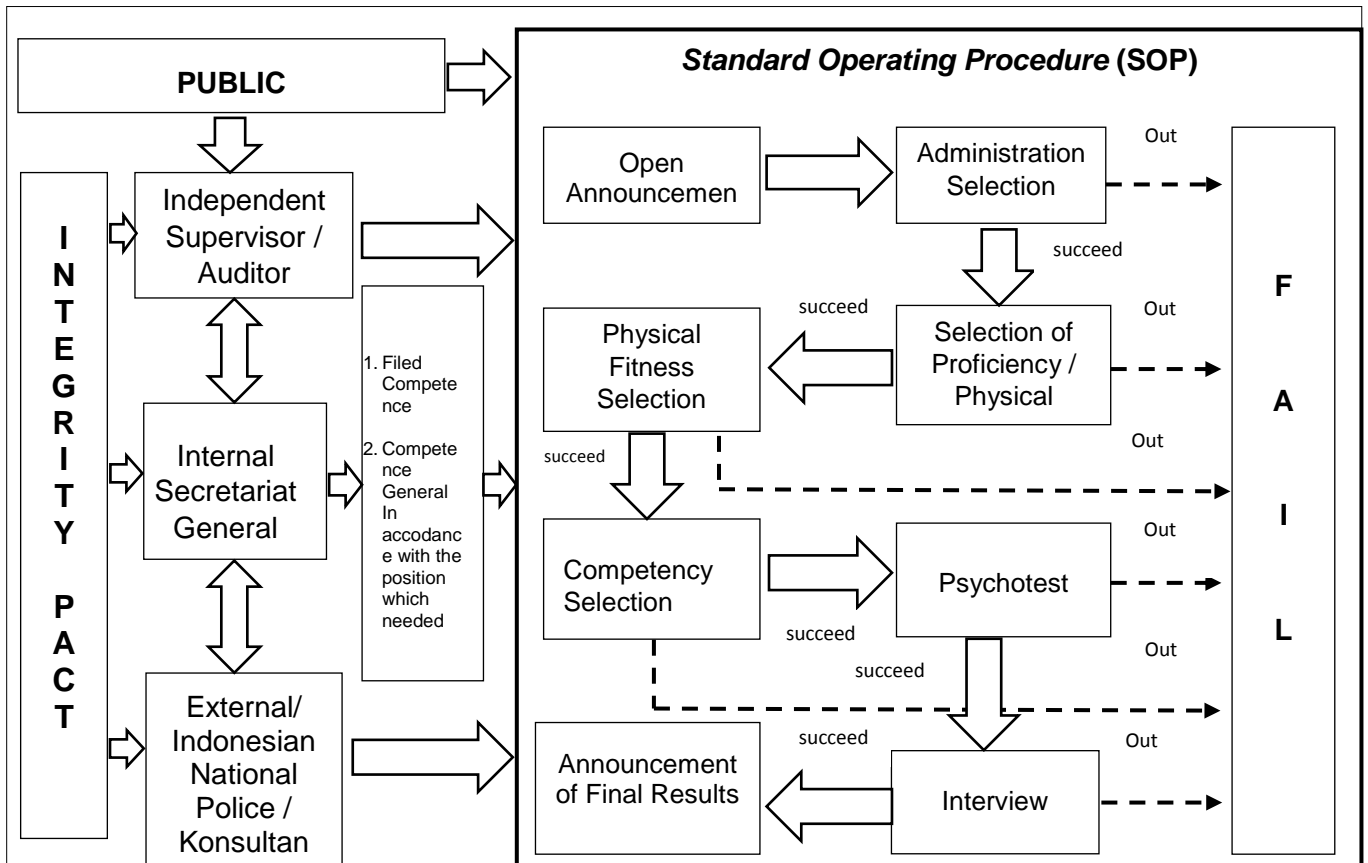 PUBLIC
INTEGRITY PACT
Independent
Supervisor /
Auditor
Internal
Secretariat
General
External/
Indonesian
National
Police /
Konsultan
1. Filed
Compete
nce
2. Compete
nce
General
In
accodanc
e with the
position
which
needed
Standard Operating Procedure (SOP)
Open
Announcemen
Administration
Selection
Out
succeed
Selection of
Proficiency /
Physical
Out
succeed
Physical
Fitness
Selection
Out
succeed
Competency
Selection
succeed
Psychotest
Out
Out
succeed
Interview
Out
succeed
Announcement
of Final Results
FAIL